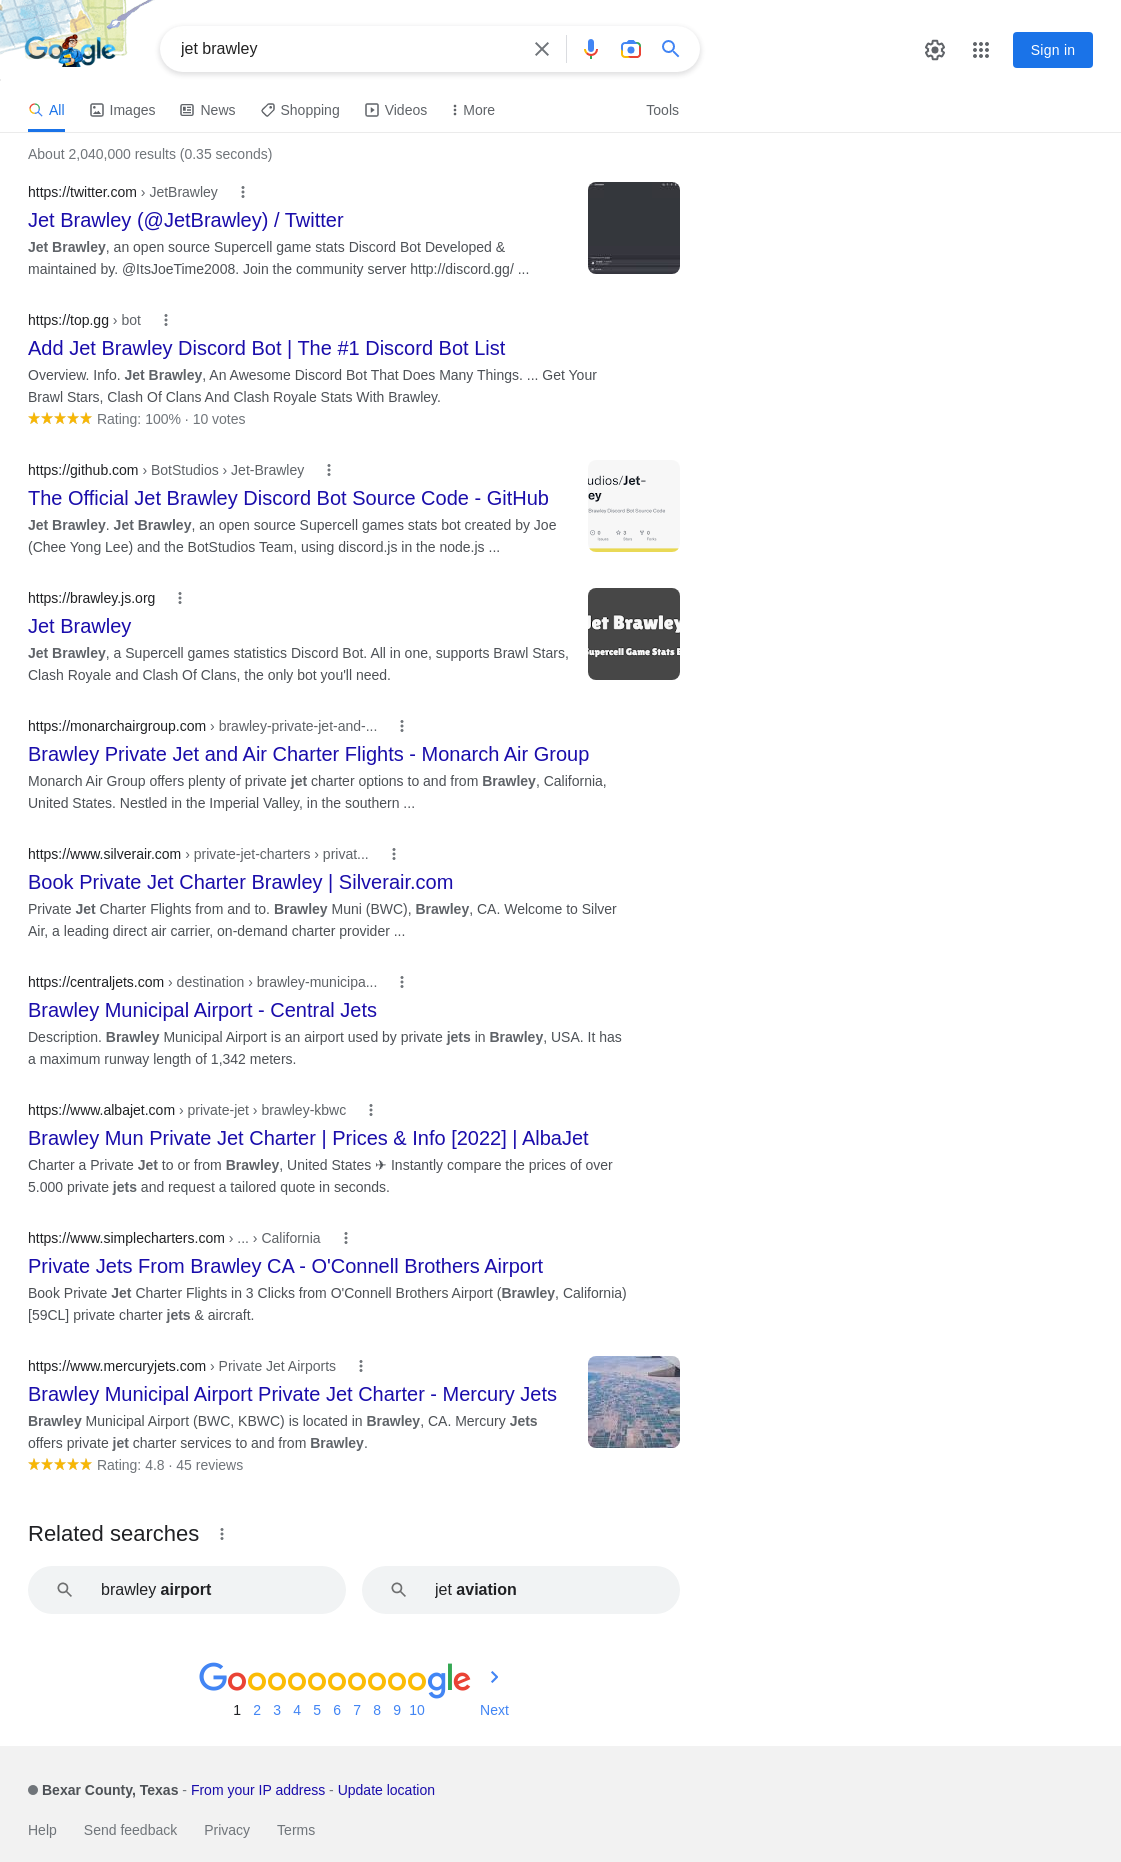 Google
jet brawley
Sign in
All Images News Shopping Videos More Tools
About 2,040,000 results (0.35 seconds)
https://twitter.com › JetBrawley
Jet Brawley (@JetBrawley) / Twitter
Jet Brawley, an open source Supercell game stats Discord Bot Developed &
maintained by. @ItsJoeTime2008. Join the community server http://discord.gg/ ...
https://top.gg › bot
Add Jet Brawley Discord Bot | The #1 Discord Bot List
Overview. Info. Jet Brawley, An Awesome Discord Bot That Does Many Things. ... Get Your
Brawl Stars, Clash Of Clans And Clash Royale Stats With Brawley.
Rating: 100% · 10 votes
https://github.com › BotStudios › Jet-Brawley
The Official Jet Brawley Discord Bot Source Code - GitHub
Jet Brawley. Jet Brawley, an open source Supercell games stats bot created by Joe
(Chee Yong Lee) and the BotStudios Team, using discord.js in the node.js ...
udios/Jet-
ey
Brawley Discord Bot Source Code
https://brawley.js.org
Jet Brawley
Jet Brawley, a Supercell games statistics Discord Bot. All in one, supports Brawl Stars,
Clash Royale and Clash Of Clans, the only bot you'll need.
Jet Brawley
Supercell Game Stats B
https://monarchairgroup.com › brawley-private-jet-and-...
Brawley Private Jet and Air Charter Flights - Monarch Air Group
Monarch Air Group offers plenty of private jet charter options to and from Brawley, California,
United States. Nestled in the Imperial Valley, in the southern ...
https://www.silverair.com › private-jet-charters › privat...
Book Private Jet Charter Brawley | Silverair.com
Private Jet Charter Flights from and to. Brawley Muni (BWC), Brawley, CA. Welcome to Silver
Air, a leading direct air carrier, on-demand charter provider ...
https://centraljets.com › destination › brawley-municipa...
Brawley Municipal Airport - Central Jets
Description. Brawley Municipal Airport is an airport used by private jets in Brawley, USA. It has
a maximum runway length of 1,342 meters.
https://www.albajet.com › private-jet › brawley-kbwc
Brawley Mun Private Jet Charter | Prices & Info [2022] | AlbaJet
Charter a Private Jet to or from Brawley, United States ✈ Instantly compare the prices of over
5.000 private jets and request a tailored quote in seconds.
https://www.simplecharters.com › ... › California
Private Jets From Brawley CA - O'Connell Brothers Airport
Book Private Jet Charter Flights in 3 Clicks from O'Connell Brothers Airport (Brawley, California)
[59CL] private charter jets & aircraft.
https://www.mercuryjets.com › Private Jet Airports
Brawley Municipal Airport Private Jet Charter - Mercury Jets
Brawley Municipal Airport (BWC, KBWC) is located in Brawley, CA. Mercury Jets
offers private jet charter services to and from Brawley.
Rating: 4.8 · 45 reviews
Related searches
brawley airport jet aviation
Goooooooooogle
1 2 3 4 5 6 7 8 9 10 Next
Bexar County, Texas - From your IP address - Update location
Help Send feedback Privacy Terms